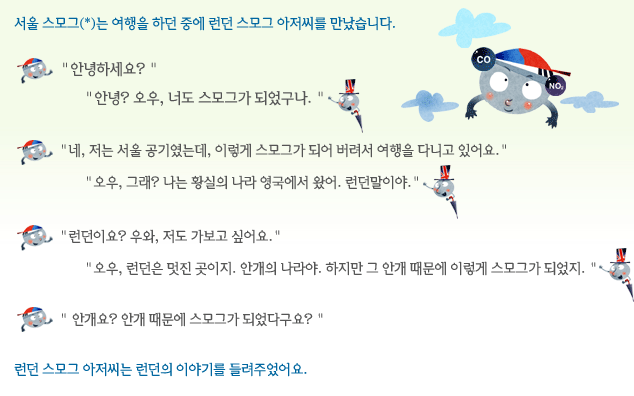 서울 스모그(*)는 여행을 하던 중에 런던 스모그 아저씨를 만났습니다.
CO
NO₂
"안녕하세요? "
"안녕? 오우, 너도 스모그가 되었구나. "
"네, 저는 서울 공기였는데, 이렇게 스모그가 되어 버려서 여행을 다니고 있어요."
"오우, 그래? 나는 황실의 나라 영국에서 왔어. 런던말이야."
"런던이요? 우와, 저도 가보고 싶어요."
"오우, 런던은 멋진 곳이지. 안개의 나라야. 하지만 그 안개 때문에 이렇게 스모그가 되었지. "
" 안개요? 안개 때문에 스모그가 되었다구요? "
런던 스모그 아저씨는 런던의 이야기를 들려주었어요.